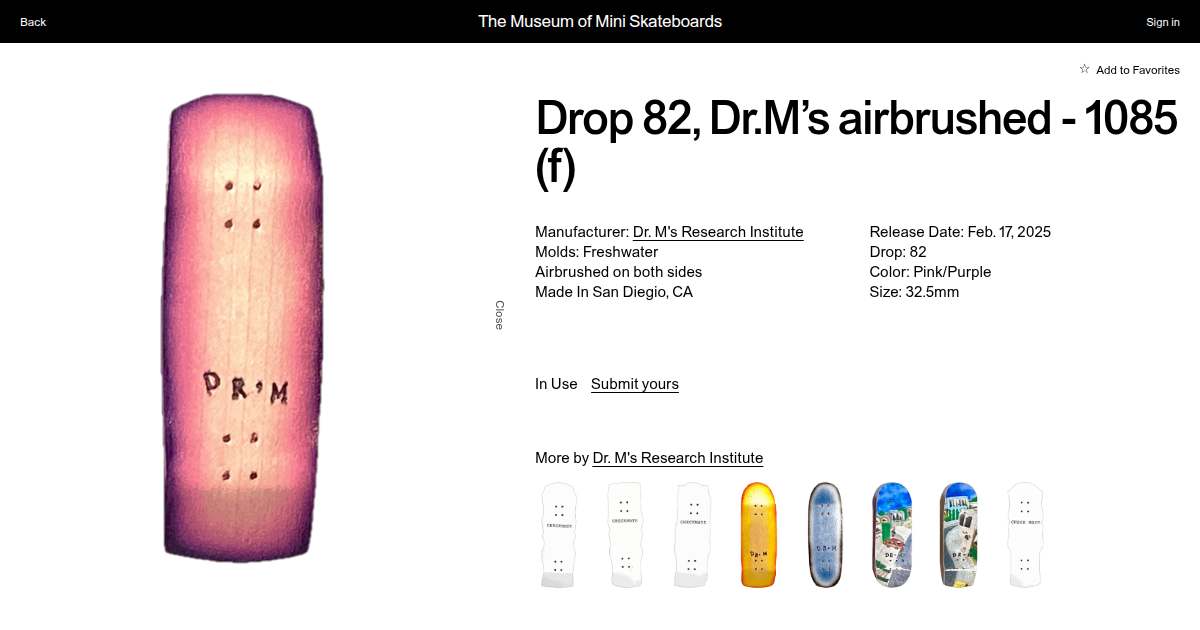 Back
The Museum of Mini Skateboards
Sign in
☆ Add to Favorites
Drop 82, Dr.M’s airbrushed - 1085
(f)
Manufacturer: Dr. M's Research Institute
Molds: Freshwater
Airbrushed on both sides
Made In San Diegio, CA
Release Date: Feb. 17, 2025
Drop: 82
Color: Pink/Purple
Size: 32.5mm
DR.M
Close
In Use Submit yours
More by Dr. M's Research Institute